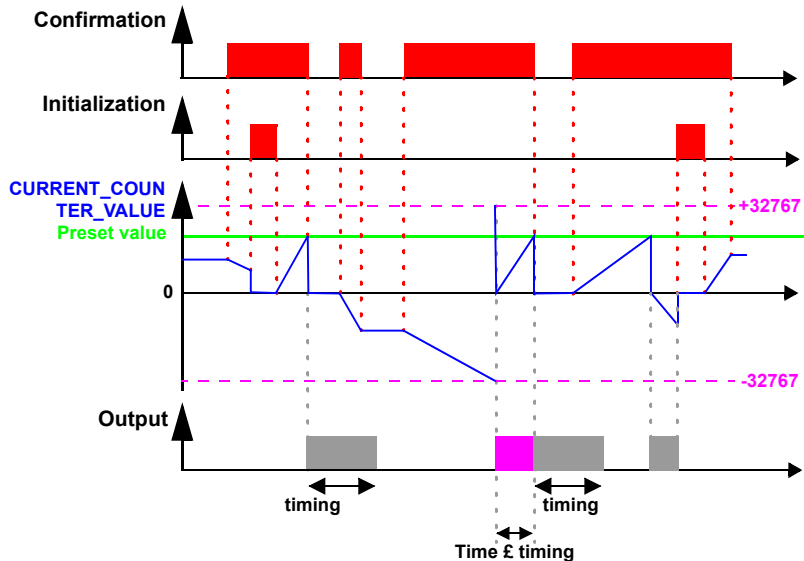 Confirmation
Initialization
CURRENT_COUN
TER_VALUE
+32767
Preset value
0
-32767
Output
timing
timing
Time £ timing